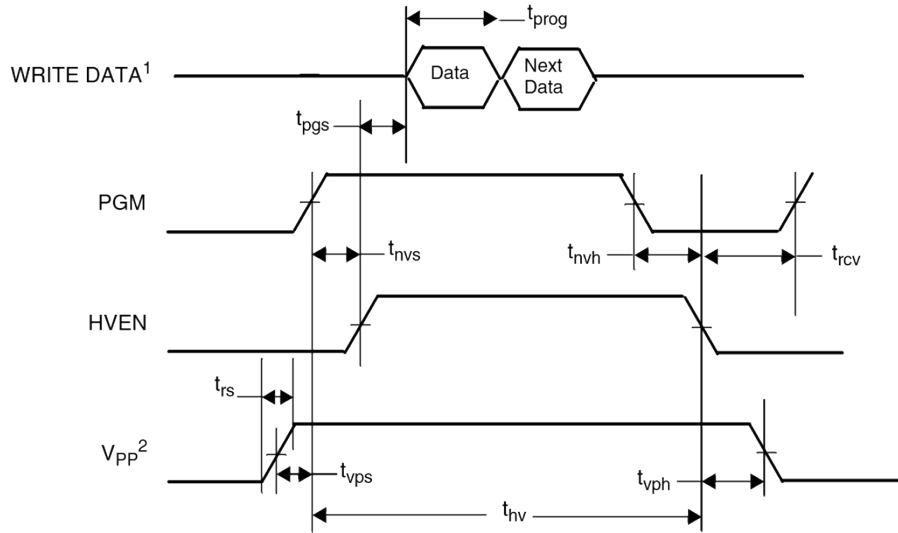 t_prog
WRITE DATA¹
Data
Next
Data
t_pgs
PGM
t_nvs
t_nvh
t_rcv
HVEN
t_rs
V_PP²
t_vps
t_vph
t_hv